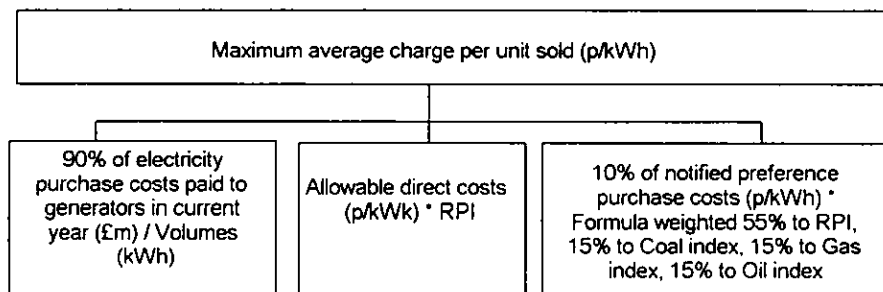 Maximum average charge per unit sold (p/kWh)
90% of electricity
purchase costs paid to
generators in current
year (£m) / Volumes
(kWh)
Allowable direct costs
(p/kWk) * RPI
10% of notified preference
purchase costs (p/kWh) *
Formula weighted 55% to RPI,
15% to Coal index, 15% to Gas
index, 15% to Oil index